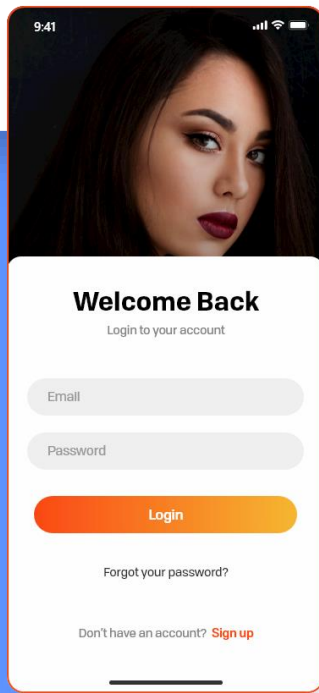 9:41
Welcome Back
Login to your account
Email
Password
Login
Forgot your password?
Don't have an account? Sign up